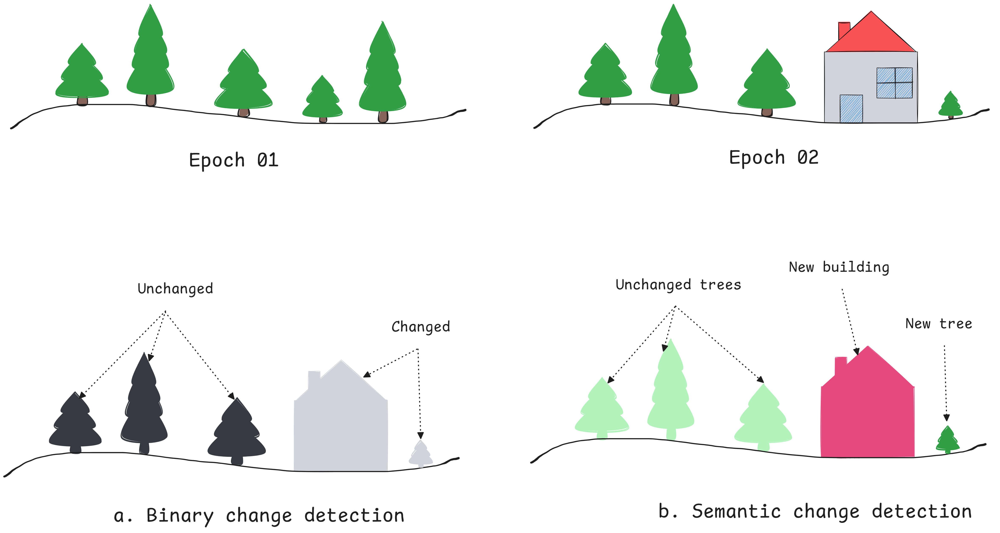 Epoch 01
Epoch 02
Unchanged
Changed
a. Binary change detection
New building
Unchanged trees
New tree
b. Semantic change detection